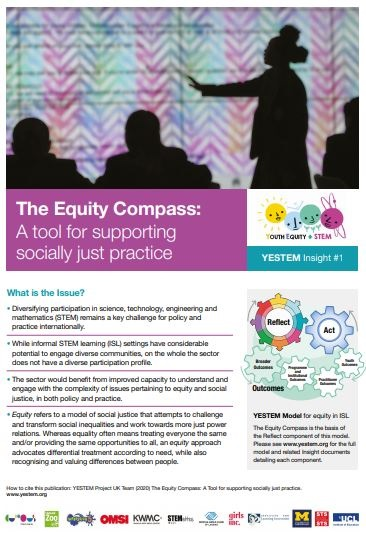 The Equity Compass:
A tool for supporting
socially just practice
YOUTH EQUITY + STEM
YESTEM Insight #1
What is the Issue?
• Diversifying participation in science, technology, engineering and
mathematics (STEM) remains a key challenge for policy and
practice internationally.
• While informal STEM learning (ISL) settings have considerable
potential to engage diverse communities, on the whole the sector
does not have a diverse participation profile.
• The sector would benefit from improved capacity to understand and
engage with the complexity of issues pertaining to equity and social
justice, in both policy and practice.
• Equity refers to a model of social justice that attempts to challenge
and transform social inequalities and work towards more just power
relations. Whereas equality often means treating everyone the same
and/or providing the same opportunities to all, an equity approach
advocates differential treatment according to need, while also
recognising and valuing differences between people.
Reflect
Act
Broader
Outcomes
Programme
and
Institutional
Outcomes
Practitioner
Outcomes
Youth
Outcomes
Outcomes
YESTEM Model for equity in ISL
The Equity Compass is the basis of
the Reflect component of this model.
Please see www.yestem.org for the full
model and related Insight documents
detailing each component.
How to cite this publication: YESTEM Project UK Team (2020) The Equity Compass: A Tool for supporting socially just practice.
www.yestem.org
Zoo
OMSI
KWMC
STEM
girls
inc.
M
UCL